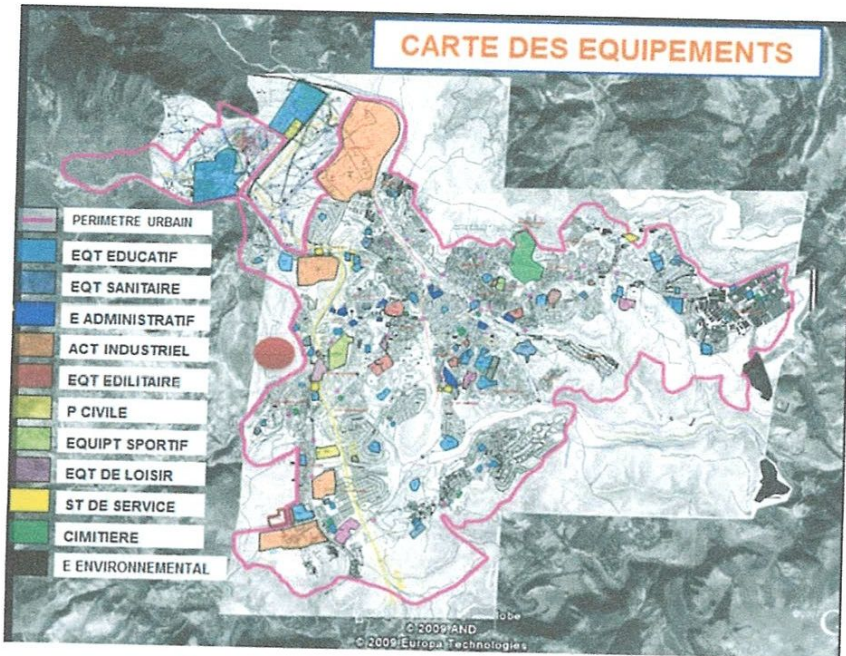 CARTE DES EQUIPEMENTS
PERIMETRE URBAIN
EQT EDUCATIF
EQT SANITAIRE
E ADMINISTRATIF
ACT INDUSTRIEL
EQT EDILITAIRE
P CIVILE
EQUIPT SPORTIF
EQT DE LOISIR
ST DE SERVICE
CIMITIERE
E ENVIRONNEMENTAL
© 2009 AND
© 2009 Europa Technologies